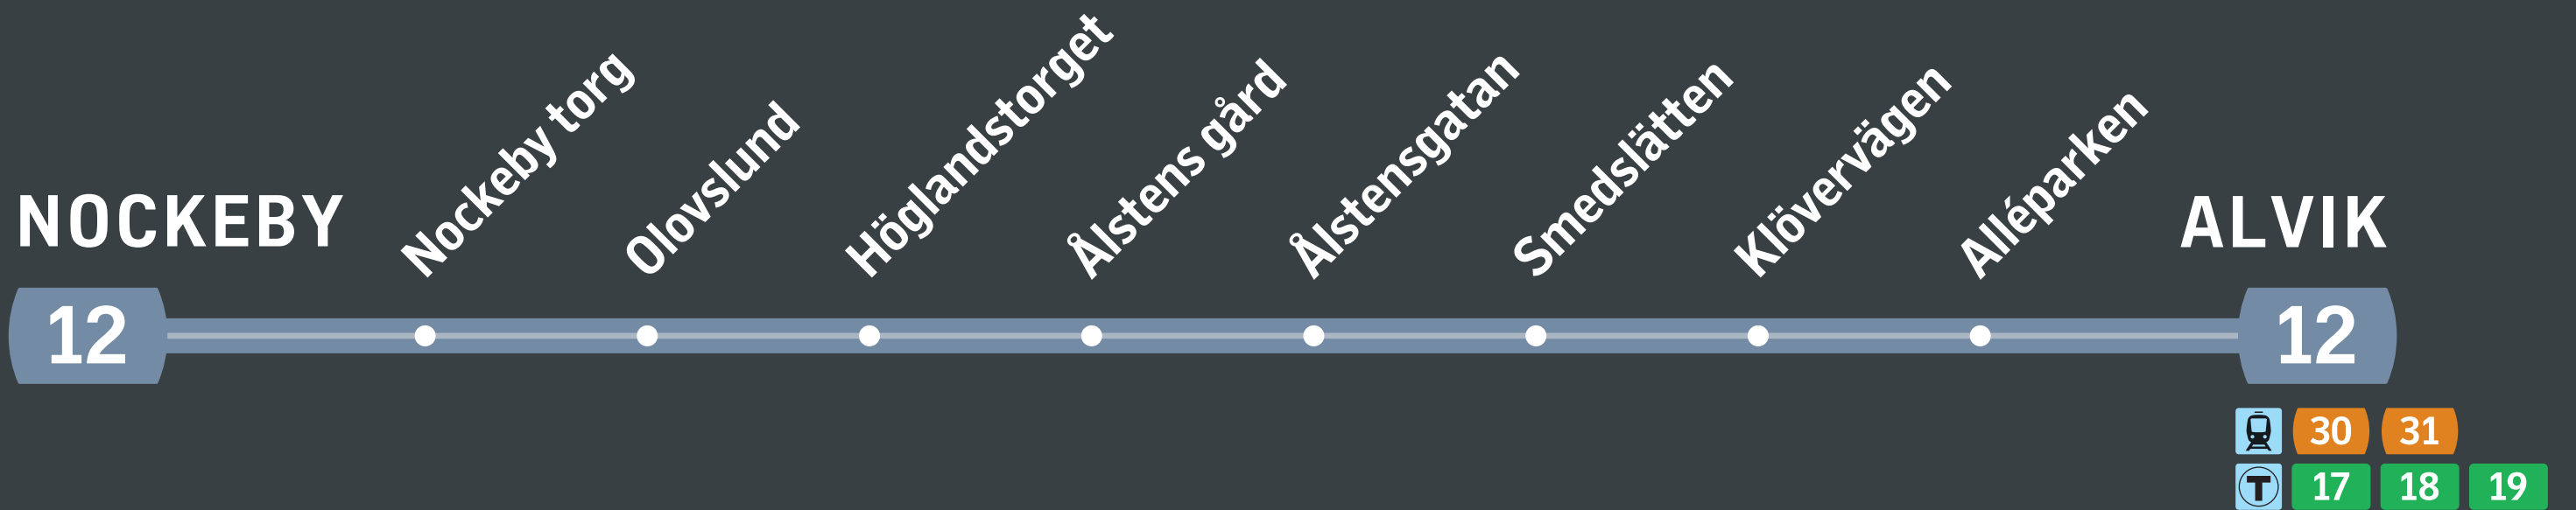 NOCKEBY
Nockeby torg
Olovslund
Höglandstorget
Ålstens gård
Ålstensgatan
Smedslätten
Klövervägen
Alléparken
ALVIK
12
12
30 31
T 17 18 19